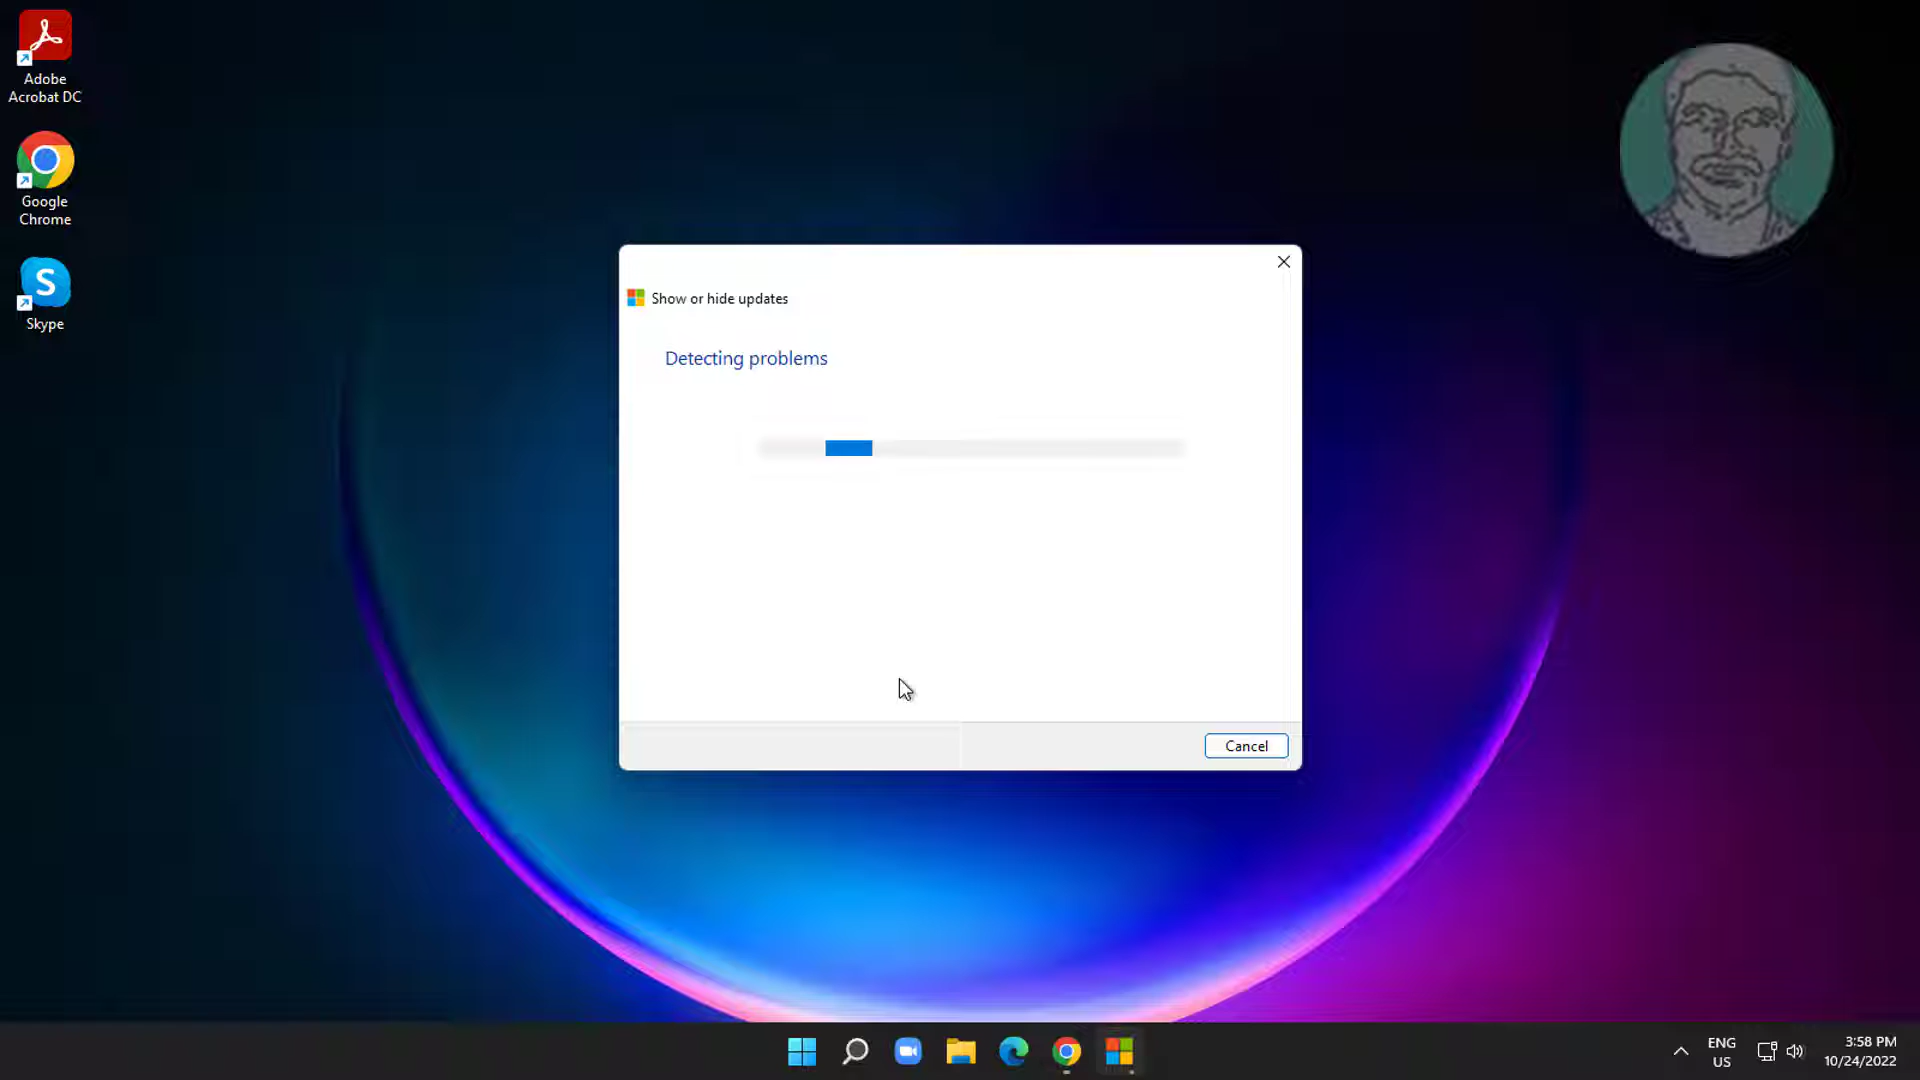 Adobe
Acrobat DC
Google
Chrome
S
Skype
Show or hide updates
Detecting problems
Cancel
ENG
US
3:58 PM
10/24/2022